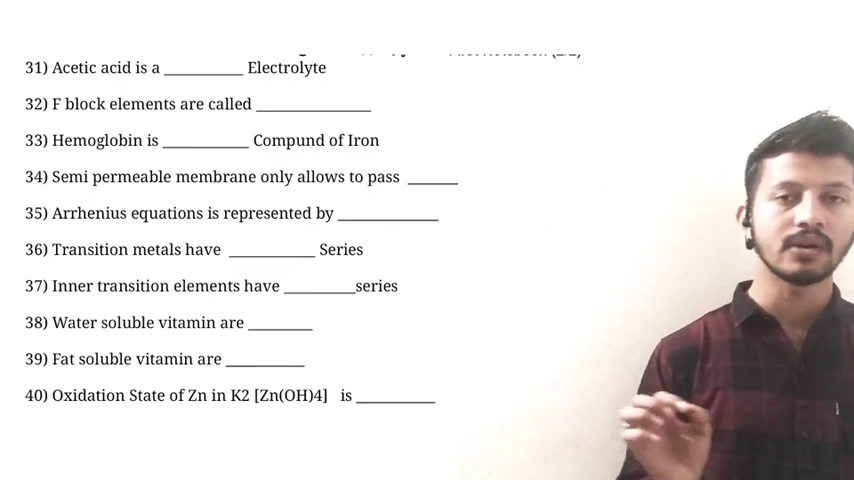 31) Acetic acid is a __________ Electrolyte
32) F block elements are called _______________
33) Hemoglobin is ___________ Compund of Iron
34) Semi permeable membrane only allows to pass ______
35) Arrhenius equations is represented by _____________
36) Transition metals have ___________ Series
37) Inner transition elements have _________series
38) Water soluble vitamin are ________
39) Fat soluble vitamin are __________
40) Oxidation State of Zn in K2 [Zn(OH)4] is __________